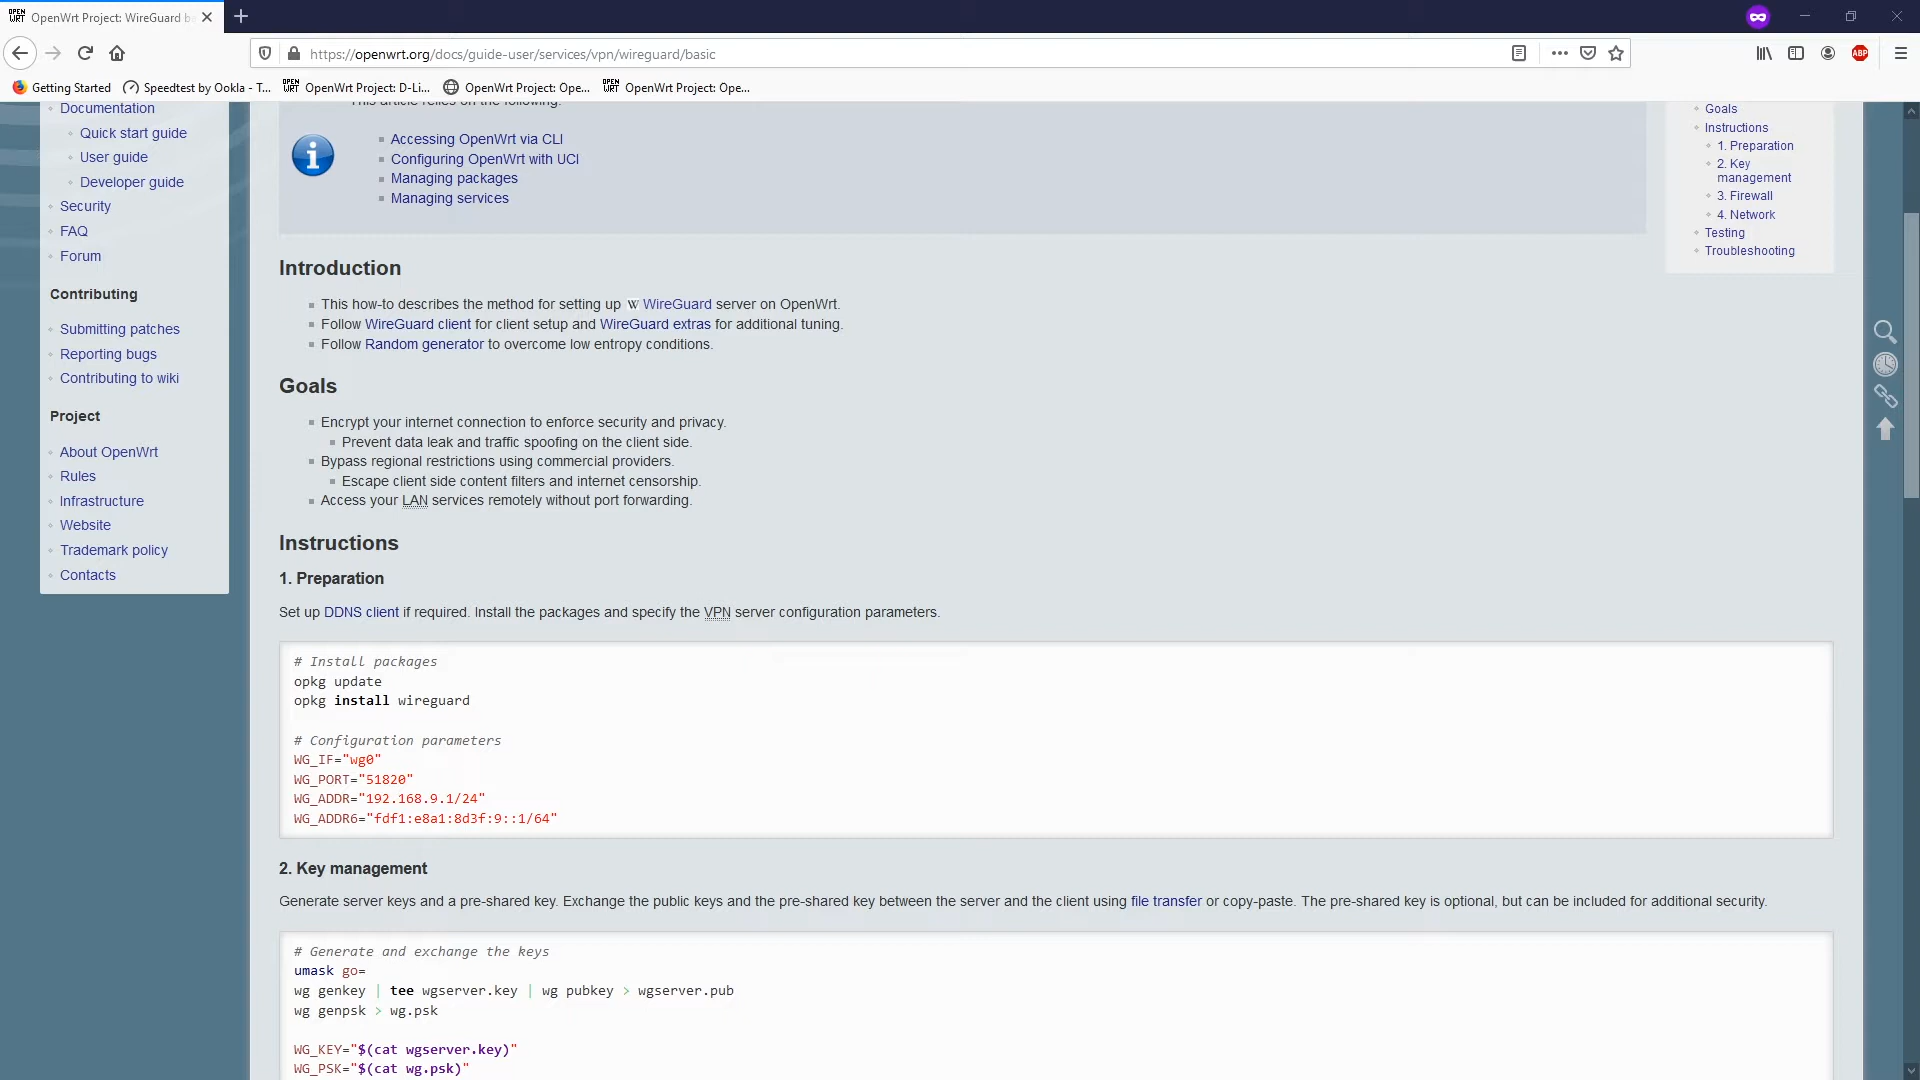 OPEN WRT OpenWrt Project: WireGuard b
https://openwrt.org/docs/guide-user/services/vpn/wireguard/basic
ABP
Getting Started
Speedtest by Ookla - T...
OPEN WRT OpenWrt Project: D-Li...
OpenWrt Project: Ope...
OPEN WRT OpenWrt Project: Ope...
Documentation
Quick start guide
User guide
Developer guide
Security
FAQ
Forum
Contributing
Submitting patches
Reporting bugs
Contributing to wiki
Project
About OpenWrt
Rules
Infrastructure
Website
Trademark policy
Contacts
This article relies on the following:
Accessing OpenWrt via CLI
Configuring OpenWrt with UCI
Managing packages
Managing services
Introduction
This how-to describes the method for setting up W WireGuard server on OpenWrt.
Follow WireGuard client for client setup and WireGuard extras for additional tuning.
Follow Random generator to overcome low entropy conditions.
Goals
Encrypt your internet connection to enforce security and privacy.
Prevent data leak and traffic spoofing on the client side.
Bypass regional restrictions using commercial providers.
Escape client side content filters and internet censorship.
Access your LAN services remotely without port forwarding.
Instructions
1. Preparation
Set up DDNS client if required. Install the packages and specify the VPN server configuration parameters.
# Install packages
opkg update
opkg install wireguard
# Configuration parameters
WG_IF="wg0"
WG_PORT="51820"
WG_ADDR="192.168.9.1/24"
WG_ADDR6="fdf1:e8a1:8d3f:9::1/64"
2. Key management
Generate server keys and a pre-shared key. Exchange the public keys and the pre-shared key between the server and the client using file transfer or copy-paste. The pre-shared key is optional, but can be included for additional security.
# Generate and exchange the keys
umask go=
wg genkey | tee wgserver.key | wg pubkey > wgserver.pub
wg genpsk > wg.psk
WG_KEY="$(cat wgserver.key)"
WG_PSK="$(cat wg.psk)"
Goals
Instructions
1. Preparation
2. Key
management
3. Firewall
4. Network
Testing
Troubleshooting